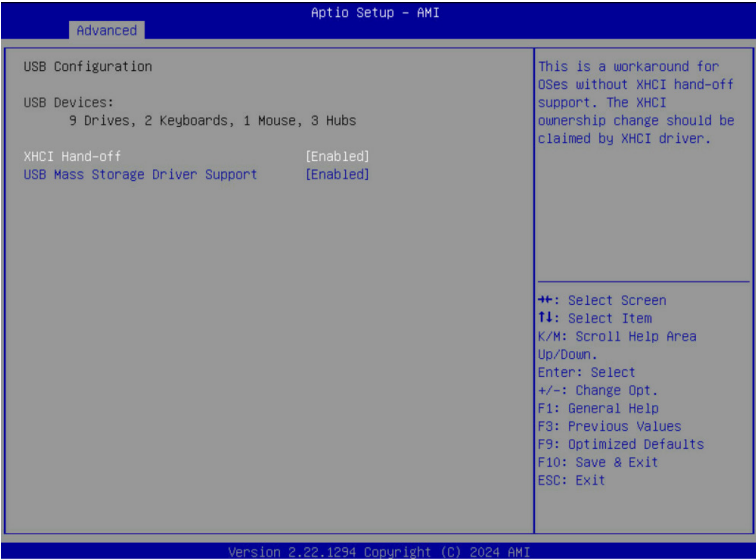 Aptio Setup – AMI
Advanced
USB Configuration
USB Devices:
9 Drives, 2 Keyboards, 1 Mouse, 3 Hubs
XHCI Hand-off [Enabled]
USB Mass Storage Driver Support [Enabled]
This is a workaround for
OSes without XHCI hand-off
support. The XHCI
ownership change should be
claimed by XHCI driver.
→←: Select Screen
↑↓: Select Item
K/M: Scroll Help Area
Up/Down.
Enter: Select
+/-: Change Opt.
F1: General Help
F3: Previous Values
F9: Optimized Defaults
F10: Save & Exit
ESC: Exit
Version 2.22.1294 Copyright (C) 2024 AMI